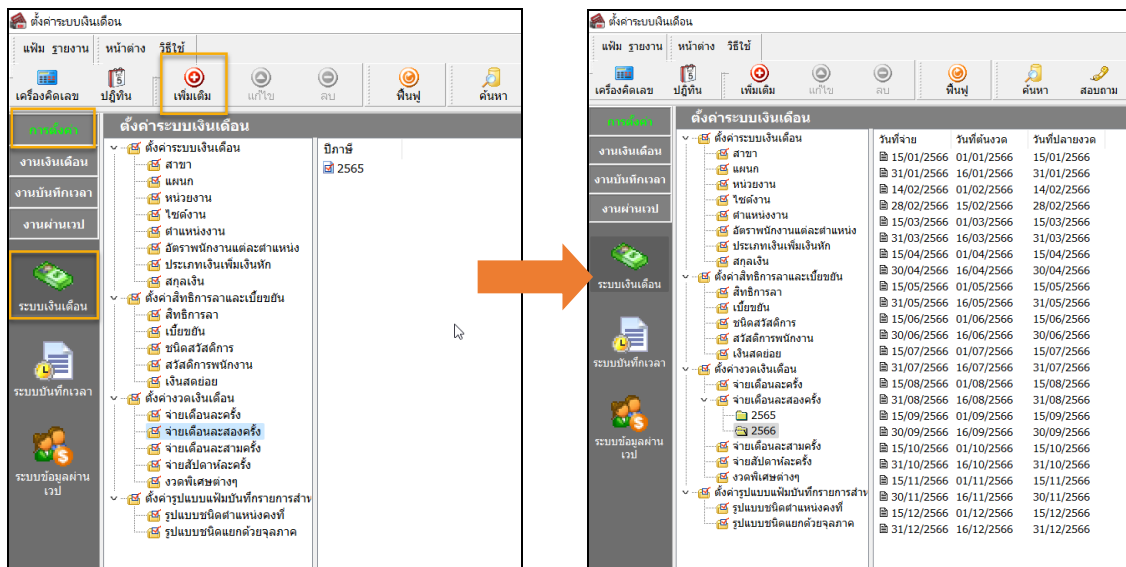 ตั้งค่าระบบเงินเดือน
แฟ้ม รายงาน หน้าต่าง วิธีใช้
เครื่องคิดเลข ปฏิทิน เพิ่มเติม แก้ไข ลบ ฟื้นฟู ค้นหา
การตั้งค่า
งานเงินเดือน
งานบันทึกเวลา
งานผ่านเวป
ระบบเงินเดือน
ระบบบันทึกเวลา
ระบบข้อมูลผ่าน
เวป
ตั้งค่าระบบเงินเดือน
ตั้งค่าระบบเงินเดือน
สาขา
แผนก
หน่วยงาน
ไซด์งาน
ตำแหน่งงาน
อัตราพนักงานแต่ละตำแหน่ง
ประเภทเงินเพิ่มเงินหัก
สกุลเงิน
ตั้งค่าสิทธิการลาและเบี้ยขยัน
สิทธิการลา
เบี้ยขยัน
ชนิดสวัสดิการ
สวัสดิการพนักงาน
เงินสดย่อย
ตั้งค่างวดเงินเดือน
จ่ายเดือนละครั้ง
จ่ายเดือนละสองครั้ง
จ่ายเดือนละสามครั้ง
จ่ายสัปดาห์ละครั้ง
งวดพิเศษต่างๆ
ตั้งค่ารูปแบบแฟ้มบันทึกรายการสำห
รูปแบบชนิดตำแหน่งคงที่
รูปแบบชนิดแยกด้วยจุลภาค
ปีภาษี
2565
ตั้งค่าระบบเงินเดือน
แฟ้ม รายงาน หน้าต่าง วิธีใช้
เครื่องคิดเลข ปฏิทิน เพิ่มเติม แก้ไข ลบ ฟื้นฟู ค้นหา สอบถาม
การตั้งค่า
งานเงินเดือน
งานบันทึกเวลา
งานผ่านเวป
ระบบเงินเดือน
ระบบบันทึกเวลา
ระบบข้อมูลผ่าน
เวป
ตั้งค่าระบบเงินเดือน
ตั้งค่าระบบเงินเดือน
สาขา
แผนก
หน่วยงาน
ไซด์งาน
ตำแหน่งงาน
อัตราพนักงานแต่ละตำแหน่ง
ประเภทเงินเพิ่มเงินหัก
สกุลเงิน
ตั้งค่าสิทธิการลาและเบี้ยขยัน
สิทธิการลา
เบี้ยขยัน
ชนิดสวัสดิการ
สวัสดิการพนักงาน
เงินสดย่อย
ตั้งค่างวดเงินเดือน
จ่ายเดือนละครั้ง
จ่ายเดือนละสองครั้ง
2565
2566
จ่ายเดือนละสามครั้ง
จ่ายสัปดาห์ละครั้ง
งวดพิเศษต่างๆ
ตั้งค่ารูปแบบแฟ้มบันทึกรายการสำห
รูปแบบชนิดตำแหน่งคงที่
รูปแบบชนิดแยกด้วยจุลภาค
วันที่จ่าย วันที่ต้นงวด วันที่ปลายงวด
15/01/2566 01/01/2566 15/01/2566
31/01/2566 16/01/2566 31/01/2566
14/02/2566 01/02/2566 14/02/2566
28/02/2566 15/02/2566 28/02/2566
15/03/2566 01/03/2566 15/03/2566
31/03/2566 16/03/2566 31/03/2566
15/04/2566 01/04/2566 15/04/2566
30/04/2566 16/04/2566 30/04/2566
15/05/2566 01/05/2566 15/05/2566
31/05/2566 16/05/2566 31/05/2566
15/06/2566 01/06/2566 15/06/2566
30/06/2566 16/06/2566 30/06/2566
15/07/2566 01/07/2566 15/07/2566
31/07/2566 16/07/2566 31/07/2566
15/08/2566 01/08/2566 15/08/2566
31/08/2566 16/08/2566 31/08/2566
15/09/2566 01/09/2566 15/09/2566
30/09/2566 16/09/2566 30/09/2566
15/10/2566 01/10/2566 15/10/2566
31/10/2566 16/10/2566 31/10/2566
15/11/2566 01/11/2566 15/11/2566
30/11/2566 16/11/2566 30/11/2566
15/12/2566 01/12/2566 15/12/2566
31/12/2566 16/12/2566 31/12/2566